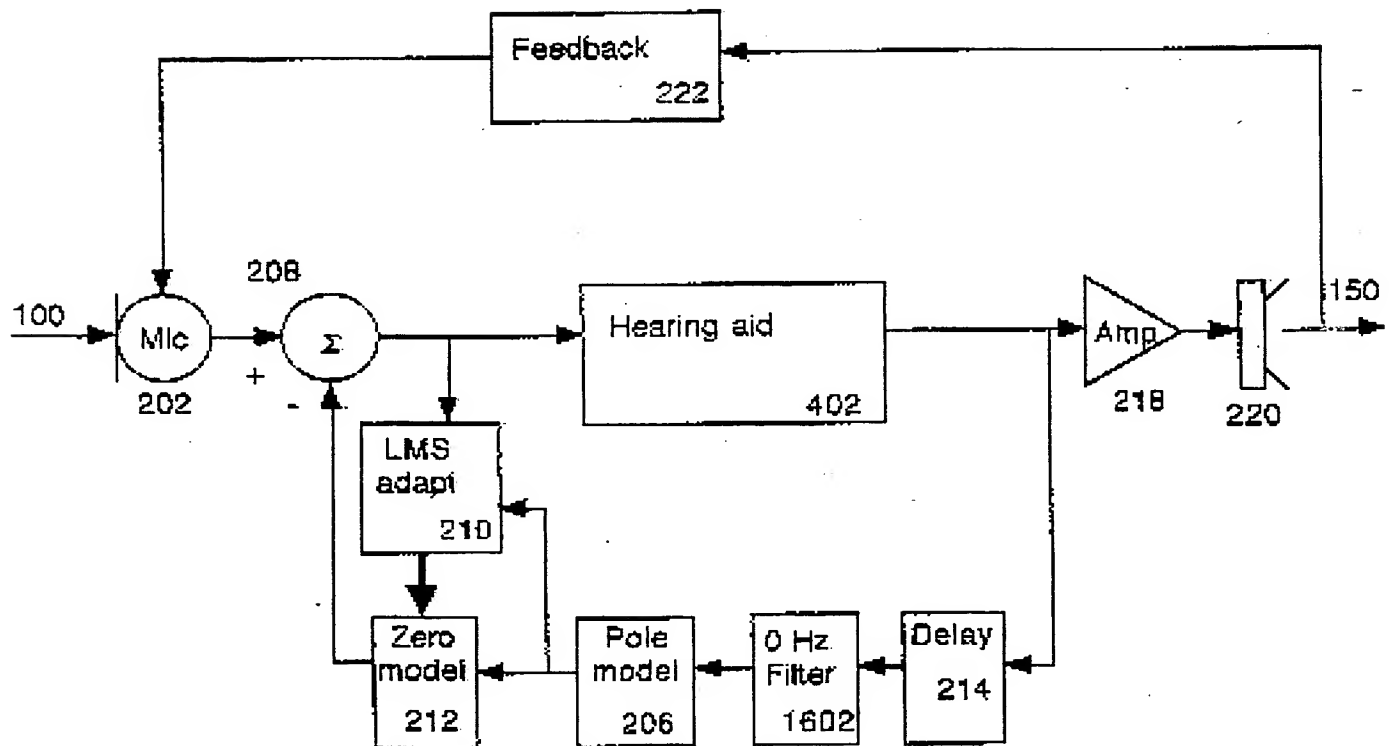 Feedback
222
208
100
Mic
Σ
Hearing aid
402
Amp
150
202
+
-
218
220
LMS
adapt
210
Zero
model
212
Pole
model
206
0 Hz
Filter
1602
Delay
214